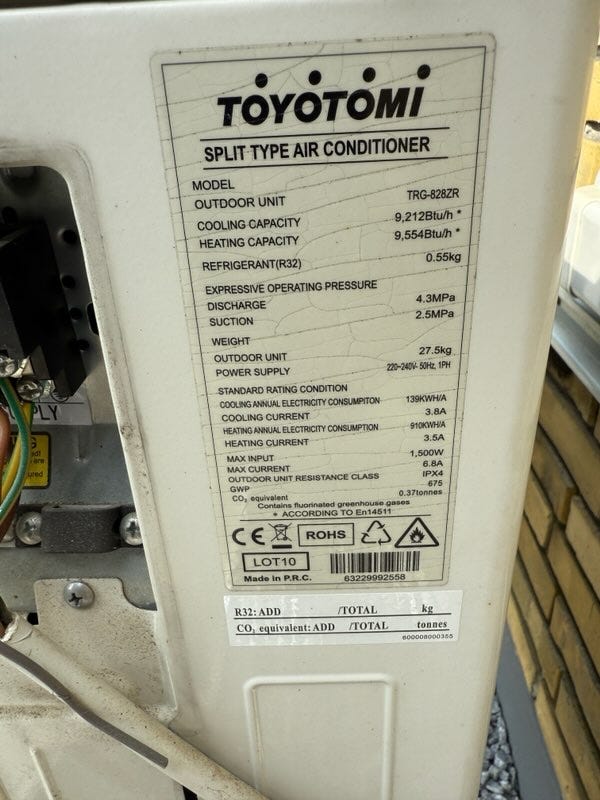 TOYOTOMI
SPLIT TYPE AIR CONDITIONER
MODEL
OUTDOOR UNIT TRG-828ZR
COOLING CAPACITY 9,212Btu/h *
HEATING CAPACITY 9,554Btu/h *
REFRIGERANT(R32) 0.55kg
EXPRESSIVE OPERATING PRESSURE
DISCHARGE 4.3MPa
SUCTION 2.5MPa
WEIGHT
OUTDOOR UNIT 27.5kg
POWER SUPPLY 220~240V- 50Hz, 1PH
STANDARD RATING CONDITION
COOLING ANNUAL ELECTRICITY CONSUMPITON 139KWH/A
COOLING CURRENT 3.8A
HEATING ANNUAL ELECTRICITY CONSUMPTION 910KWH/A
HEATING CURRENT 3.5A
MAX INPUT 1,500W
MAX CURRENT 6.8A
OUTDOOR UNIT RESISTANCE CLASS IPX4
GWP 675
CO₂ equivalent 0.37tonnes
Contains fluorinated greenhouse gases
* ACCORDING TO En14511
CE ROHS
LOT10
Made in P.R.C. 63229992558
R32: ADD /TOTAL kg
CO₂ equivalent: ADD /TOTAL tonnes
600008000355
PLY